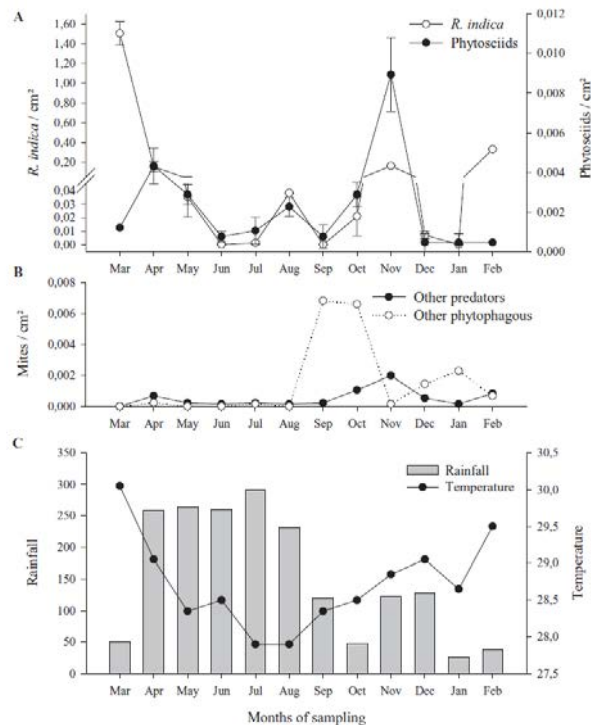 A
R. indica
Phytosciids
R. indica / cm²
Phytosciids / cm²
1,60
1,40
1,20
1,00
0,80
0,60
0,40
0,20
0,04
0,03
0,02
0,01
0,00
0,012
0,010
0,008
0,006
0,004
0,002
0,000
Mar Apr May Jun Jul Aug Sep Oct Nov Dec Jan Feb
B
Other predators
Other phytophagous
Mites / cm²
0,008
0,006
0,004
0,002
0,000
Mar Apr May Jun Jul Aug Sep Oct Nov Dec Jan Feb
C
Rainfall
Temperature
Rainfall
Temperature
350
300
250
200
150
100
50
0
30,5
30,0
29,5
29,0
28,5
28,0
27,5
Mar Apr May Jun Jul Aug Sep Oct Nov Dec Jan Feb
Months of sampling